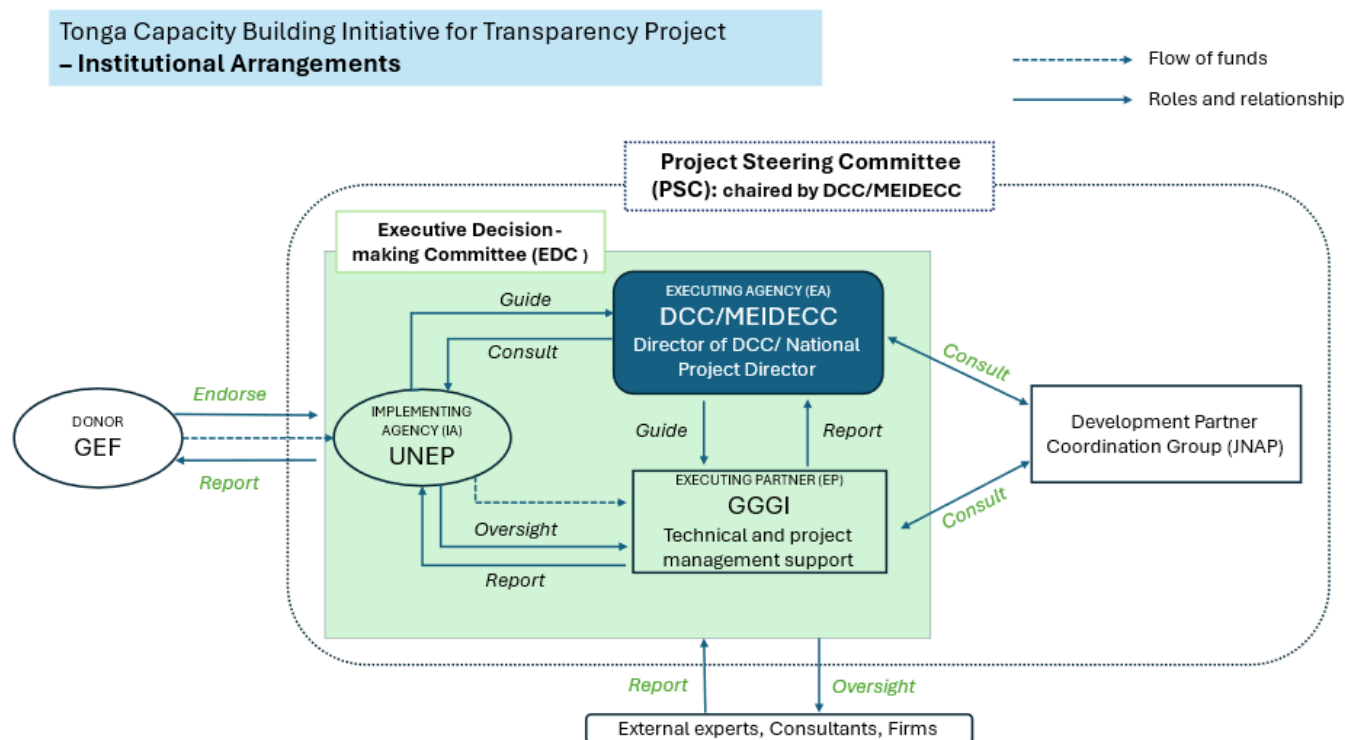 Tonga Capacity Building Initiative for Transparency Project
– Institutional Arrangements
Flow of funds
Roles and relationship
Project Steering Committee
(PSC): chaired by DCC/MEIDECC
Executive Decision-
making Committee (EDC )
EXECUTING AGENCY (EA)
DCC/MEIDECC
Director of DCC/ National
Project Director
Guide
Consult
Consult
Endorse
DONOR
GEF
Report
IMPLEMENTING
AGENCY (IA)
UNEP
Guide
Report
Development Partner
Coordination Group (JNAP)
EXECUTING PARTNER (EP)
GGGI
Technical and project
management support
Oversight
Report
Consult
Report
Oversight
External experts, Consultants, Firms